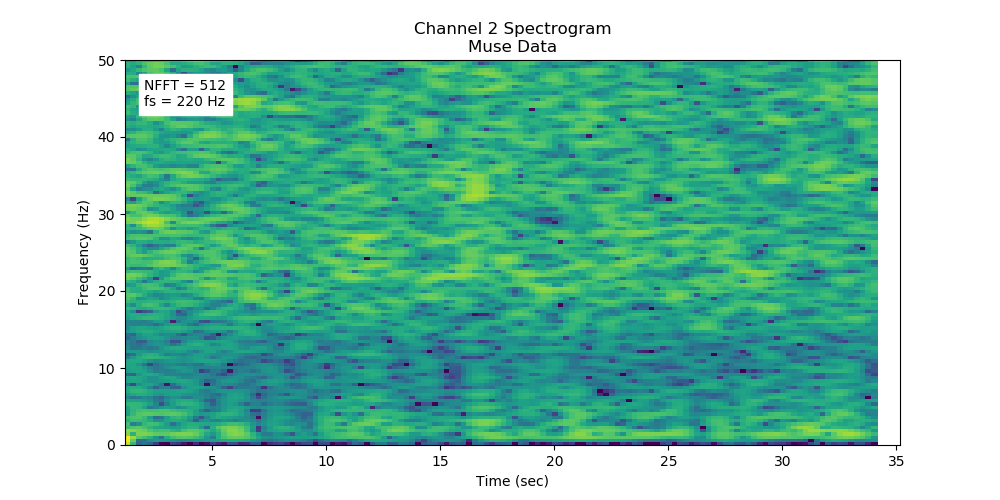 Channel 2 Spectrogram
Muse Data
NFFT = 512
fs = 220 Hz
50
40
30
20
10
0
Frequency (Hz)
5
10
15
20
25
30
35
Time (sec)